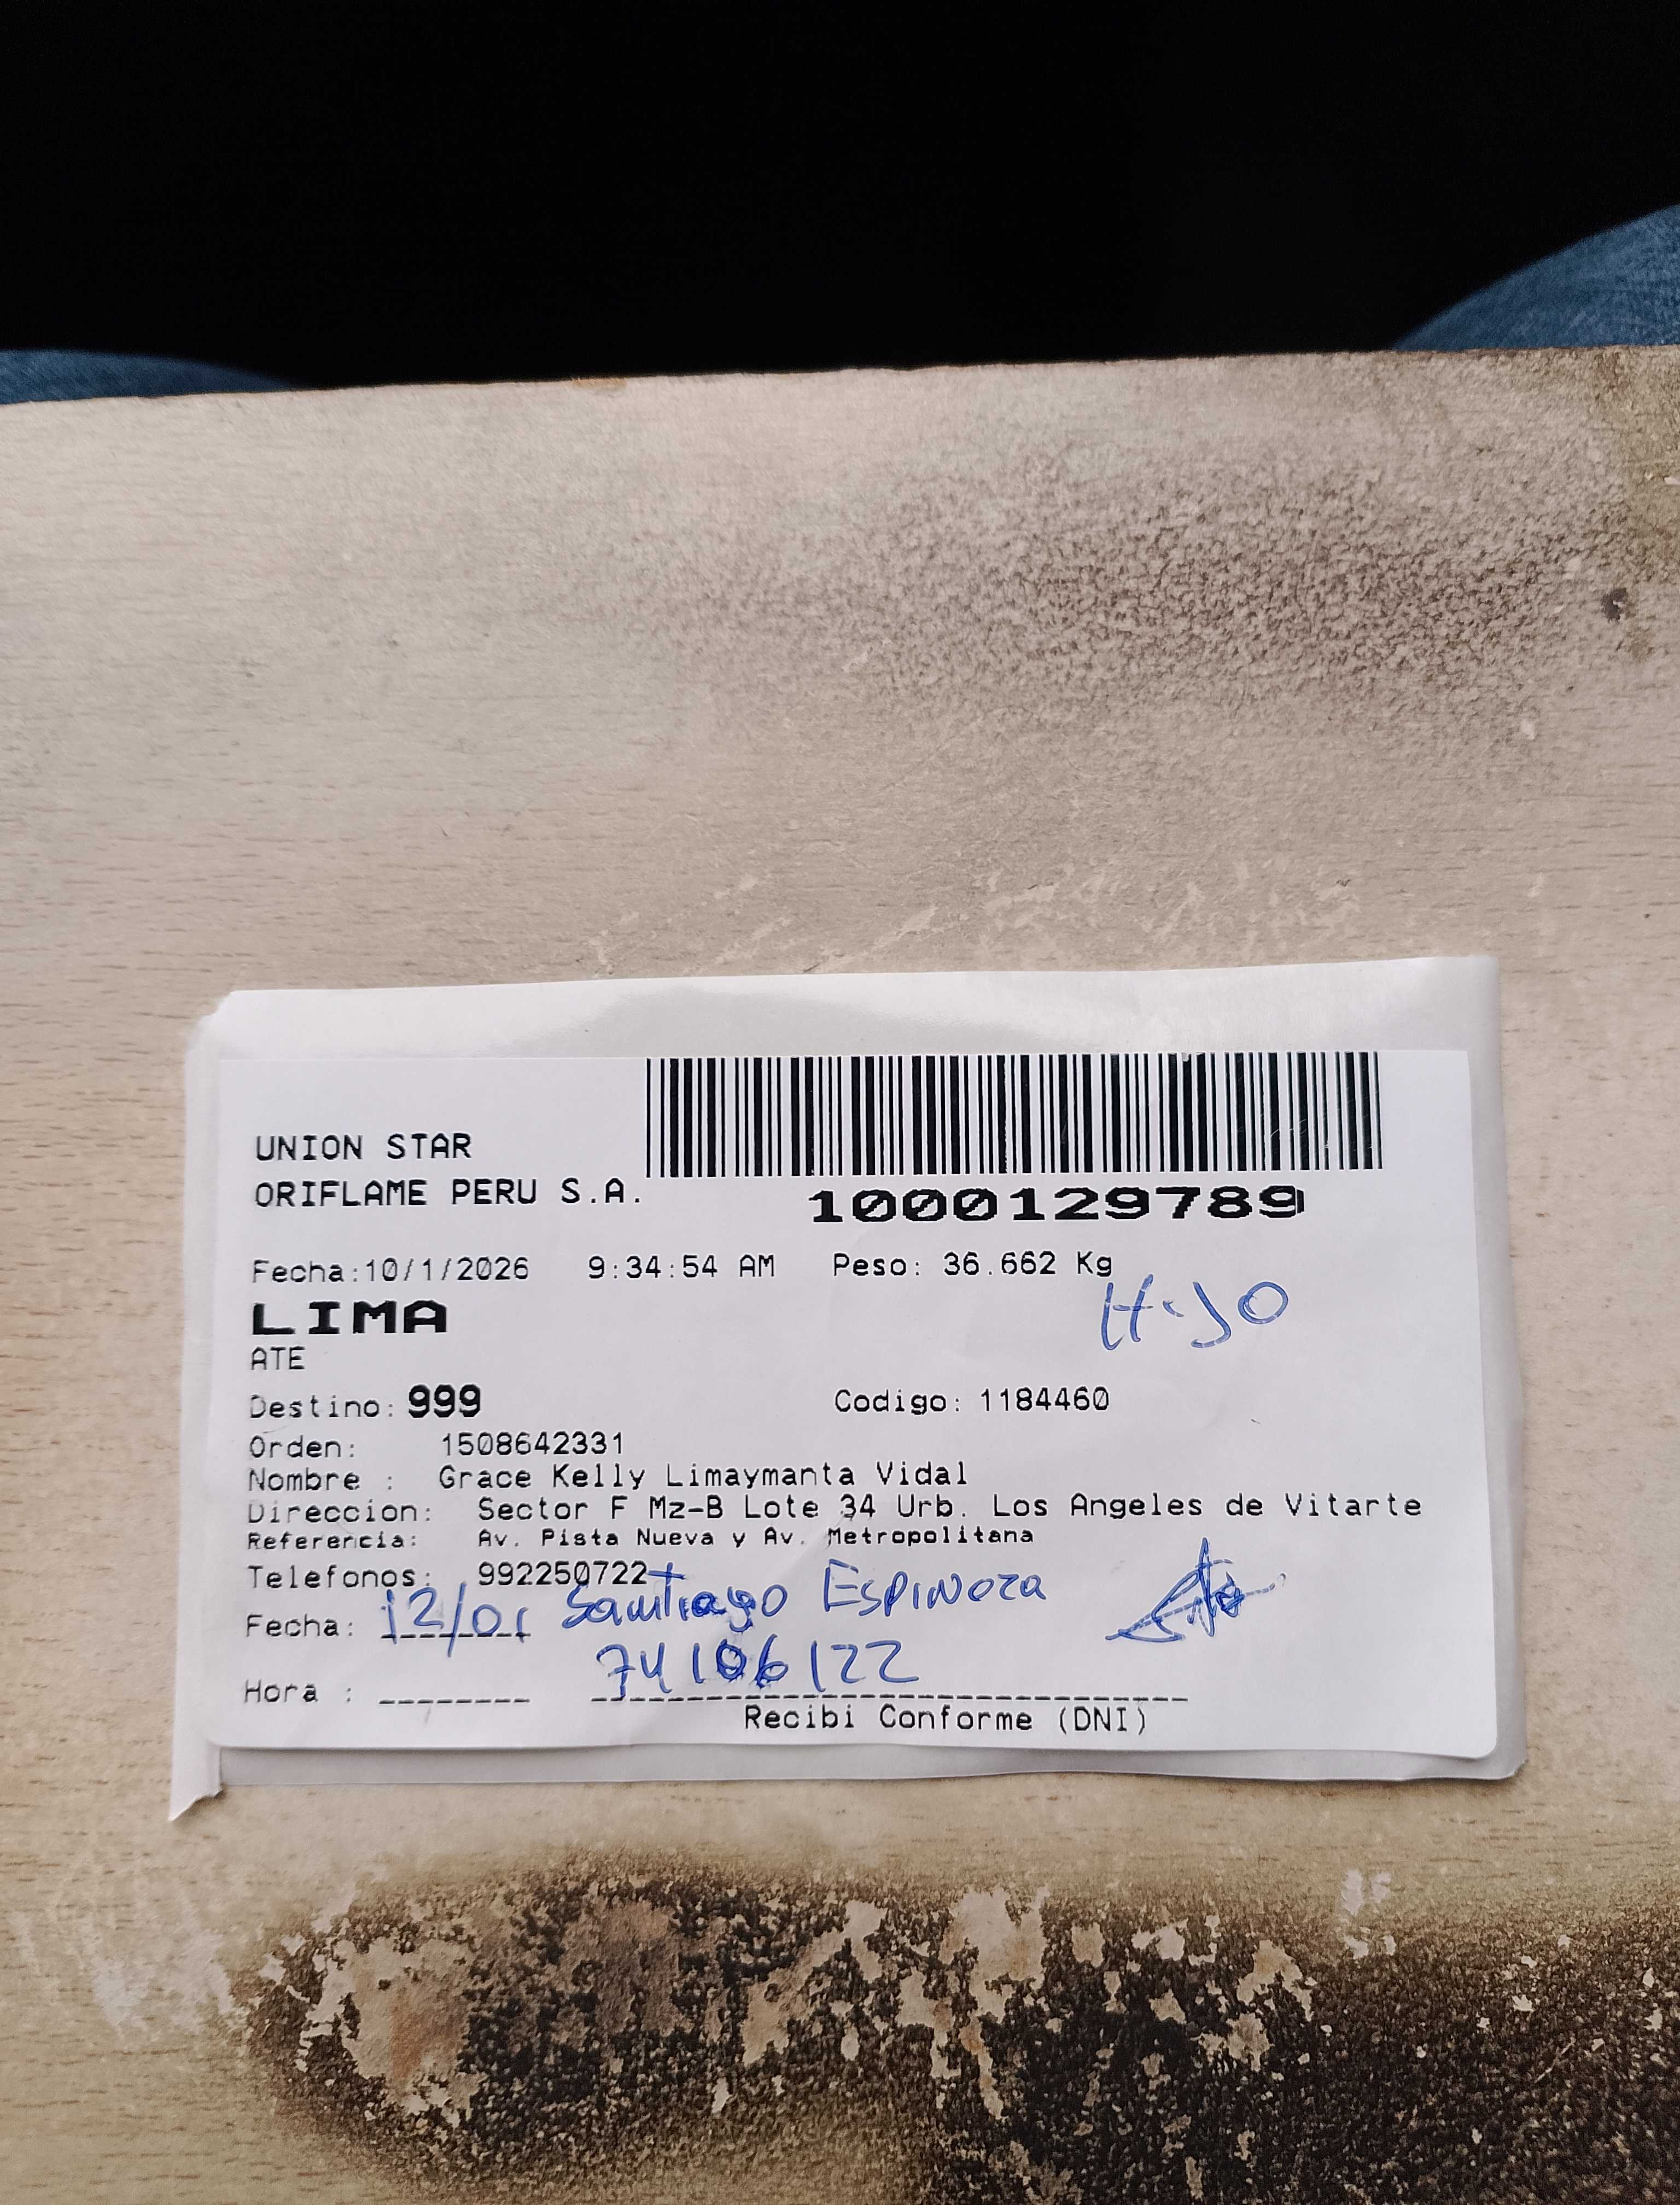 UNION STAR
ORIFLAME PERU S.A.
1000129789
Fecha:10/1/2026 9:34:54 AM Peso: 36.662 Kg
LIMA
HiJO
ATE
Destino: 999 Codigo: 1184460
Orden: 1508642331
Nombre : Grace Kelly Limaymanta Vidal
Direccion: Sector F Mz-B Lote 34 Urb. Los Angeles de Vitarte
Referencia: Av. Pista Nueva y Av. Metropolitana
Telefonos: 992250722
Fecha: 12/01 Santiago Espinoza
74106122
Hora :
Recibi Conforme (DNI)